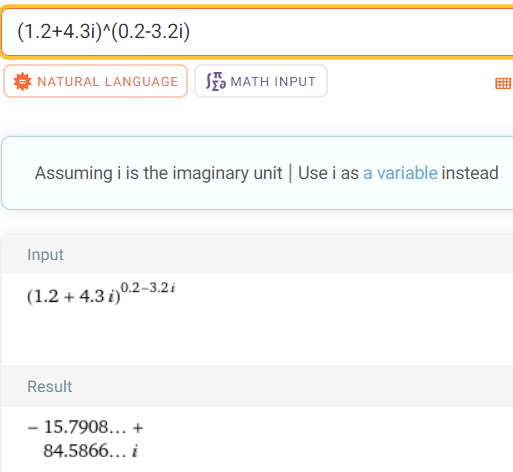 (1.2+4.3i)^(0.2-3.2i)
NATURAL LANGUAGE ∫Σ∂π MATH INPUT
Assuming i is the imaginary unit | Use i as a variable instead
Input
(1.2 + 4.3 i)^0.2−3.2 i
Result
− 15.7908… +
84.5866… i